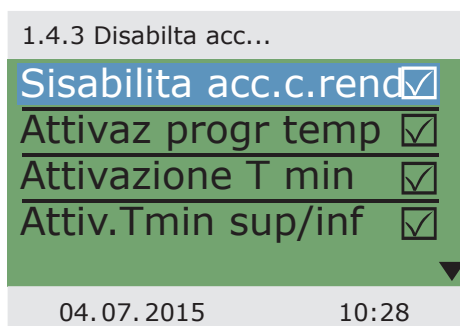 1.4.3 Disabilta acc...
Sisabilita acc.c.rend
Attivaz progr temp
Attivazione T min
Attiv.Tmin sup/inf
04.07.2015 10:28